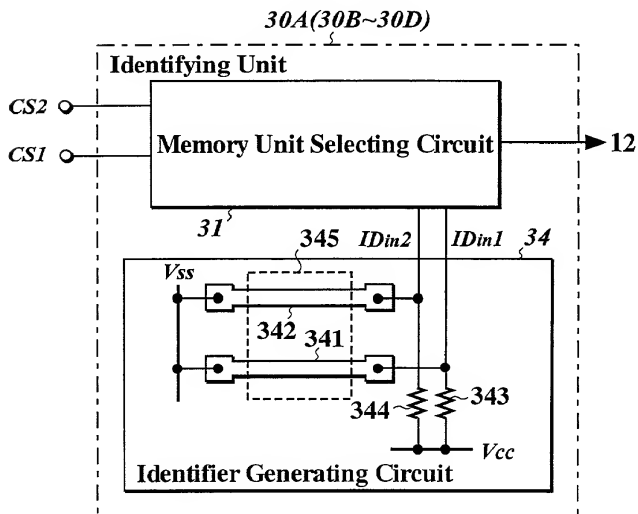 30A(30B~30D)
Identifying Unit
CS2
CS1
Memory Unit Selecting Circuit
12
31
IDin2
IDin1
34
345
Vss
342
341
344
343
Vcc
Identifier Generating Circuit